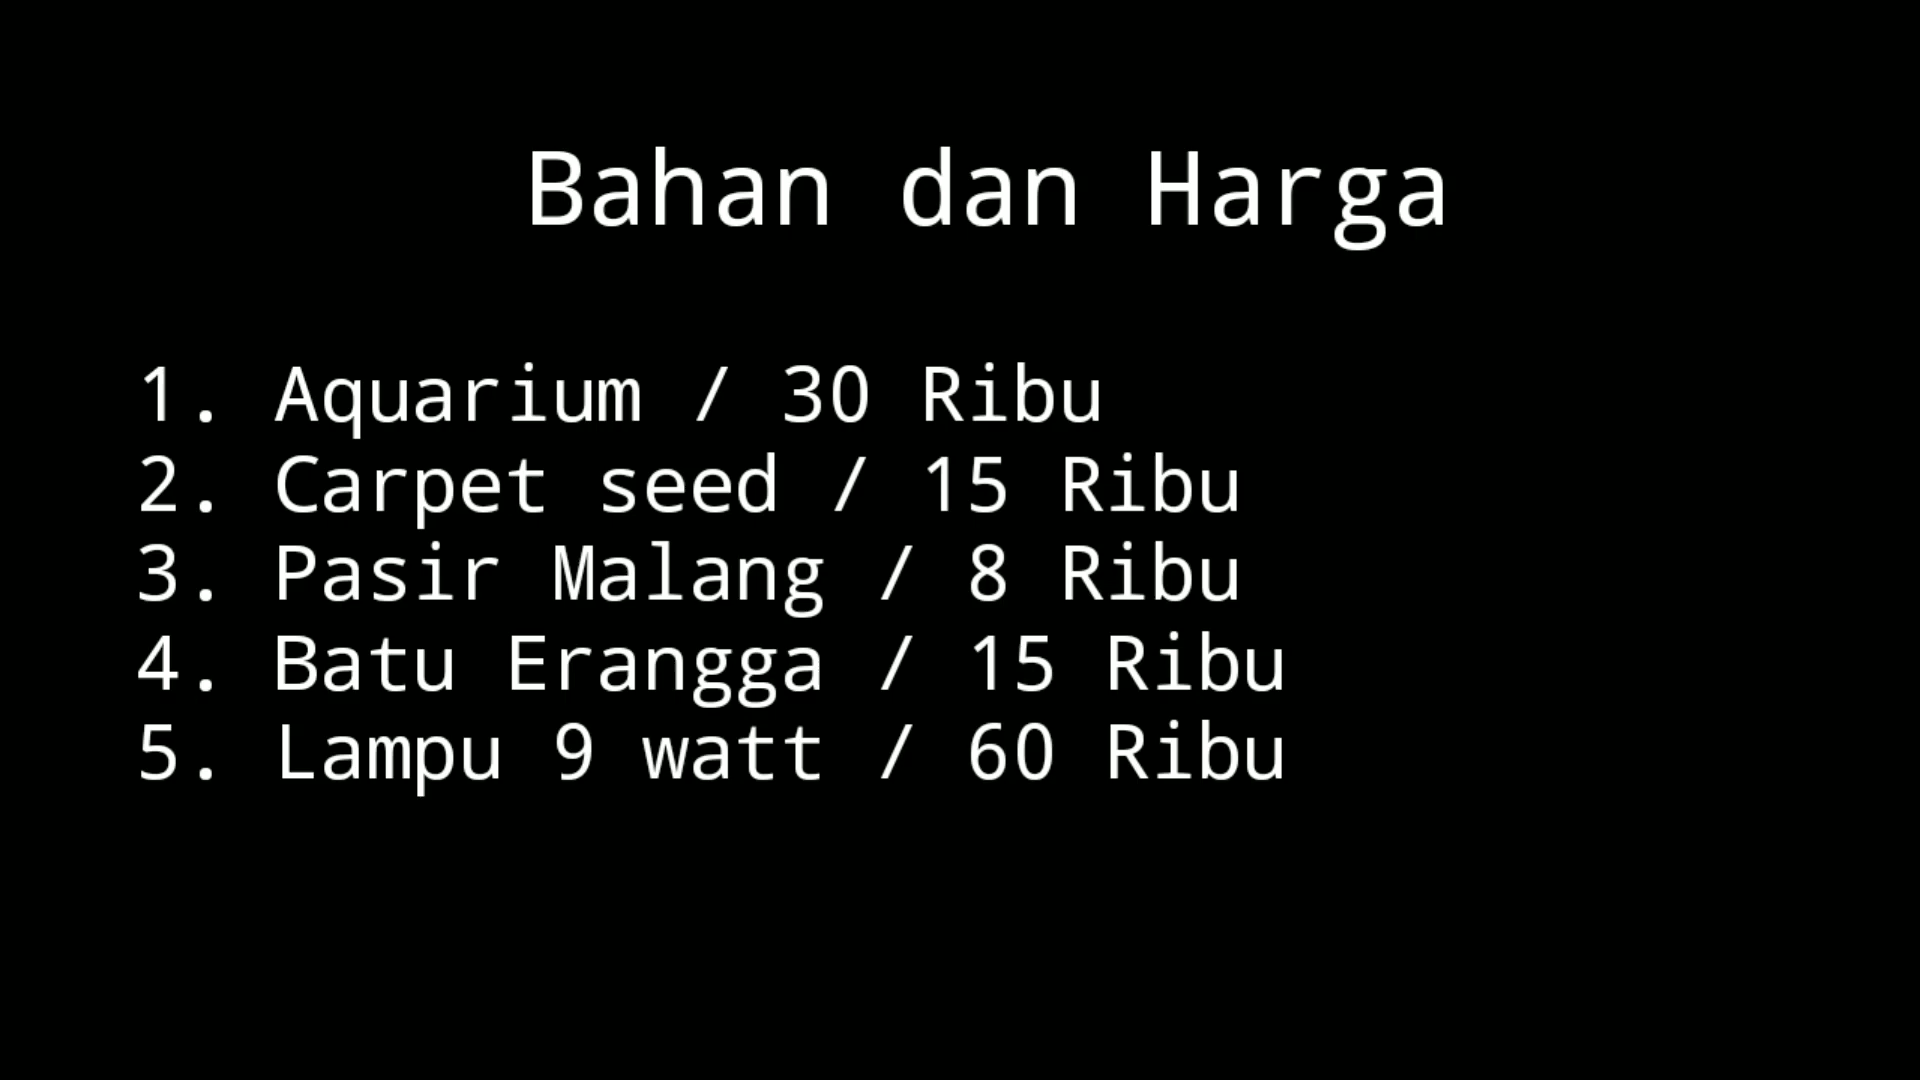 Bahan dan Harga
1. Aquarium / 30 Ribu
2. Carpet seed / 15 Ribu
3. Pasir Malang / 8 Ribu
4. Batu Erangga / 15 Ribu
5. Lampu 9 watt / 60 Ribu